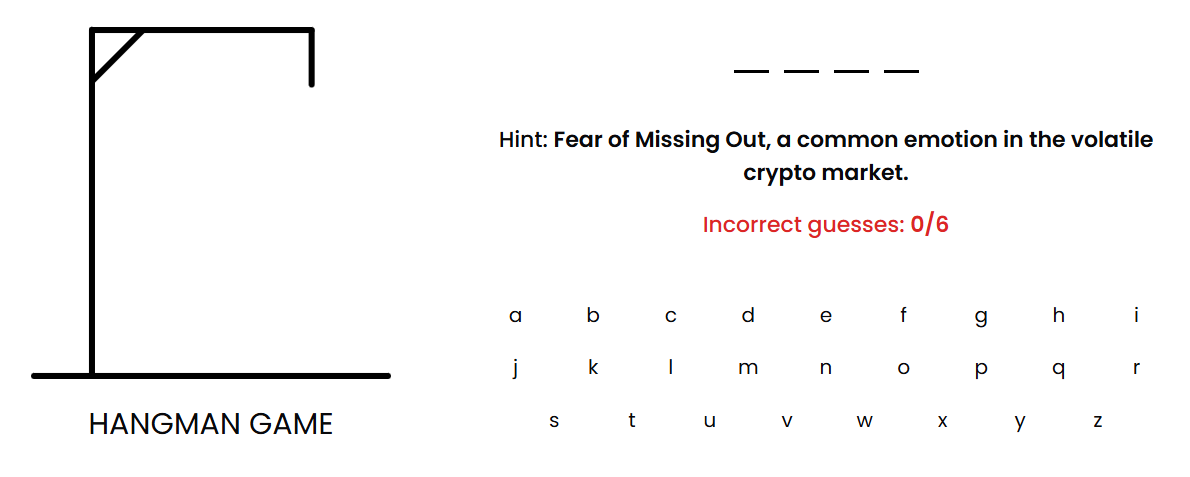 Hint: Fear of Missing Out, a common emotion in the volatile
crypto market.
Incorrect guesses: 0/6
a b c d e f g h i
j k l m n o p q r
s t u v w x y z
HANGMAN GAME